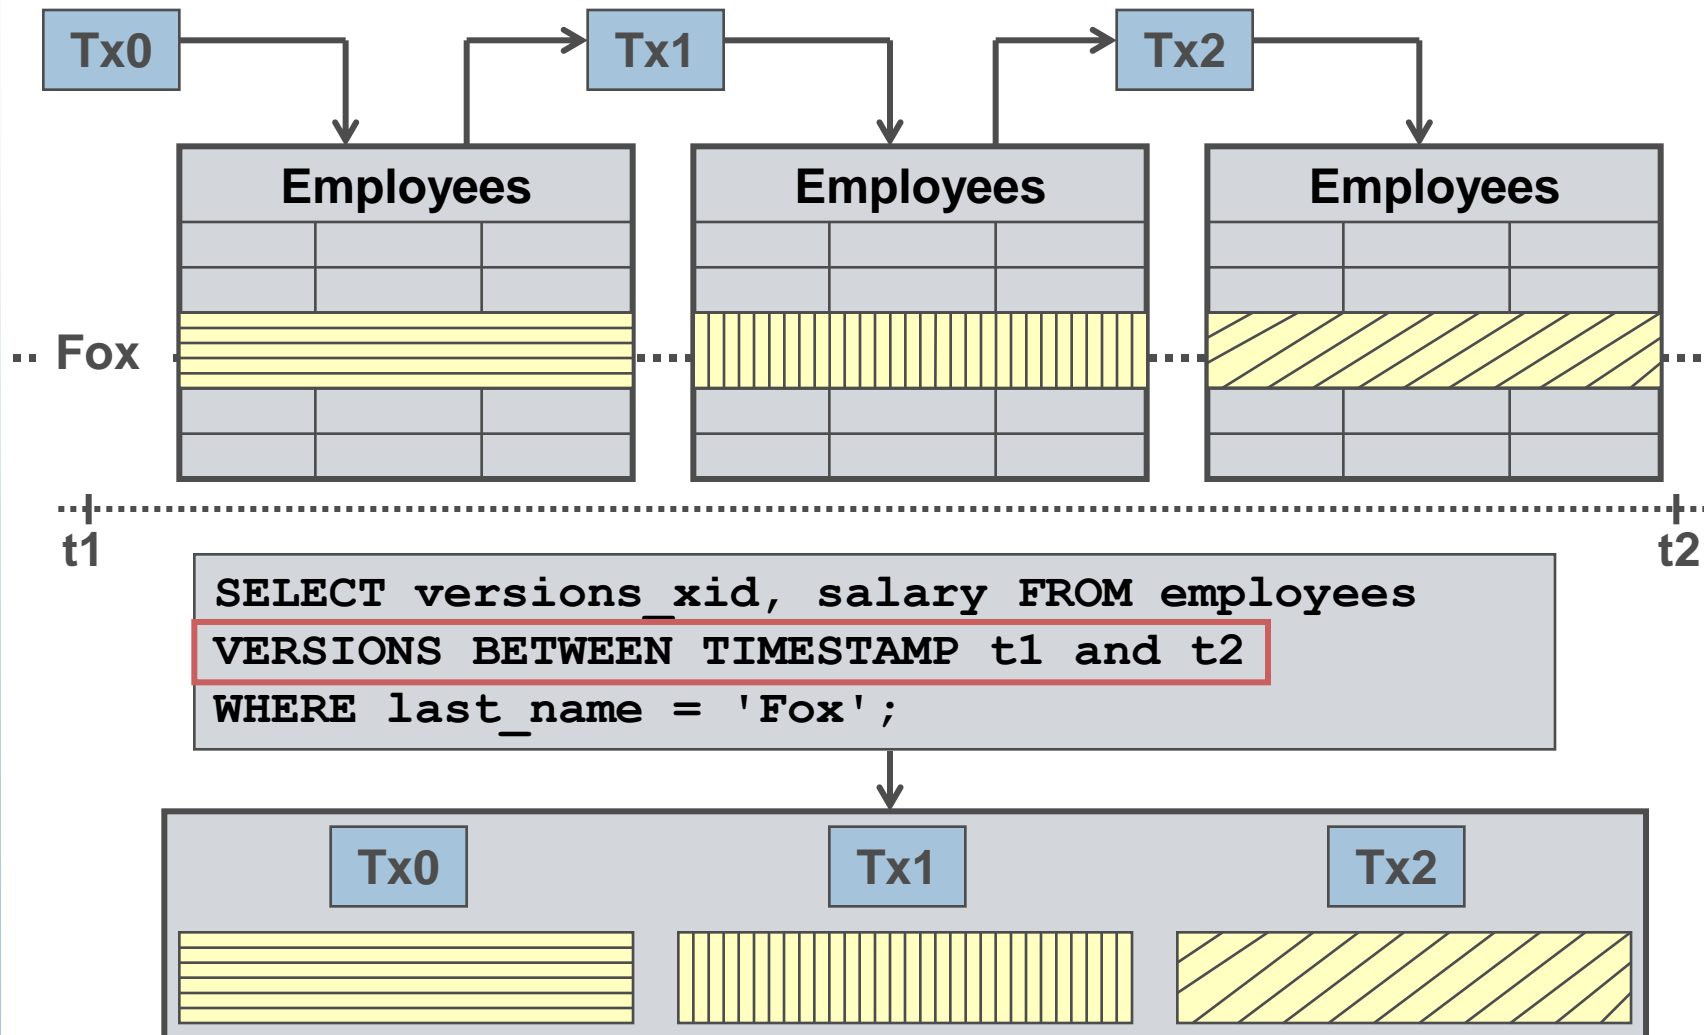 Tx0
Tx1
Tx2
Employees
Employees
Employees
Fox
t1
t2
SELECT versions_xid, salary FROM employees
VERSIONS BETWEEN TIMESTAMP t1 and t2
WHERE last_name = 'Fox';
Tx0
Tx1
Tx2